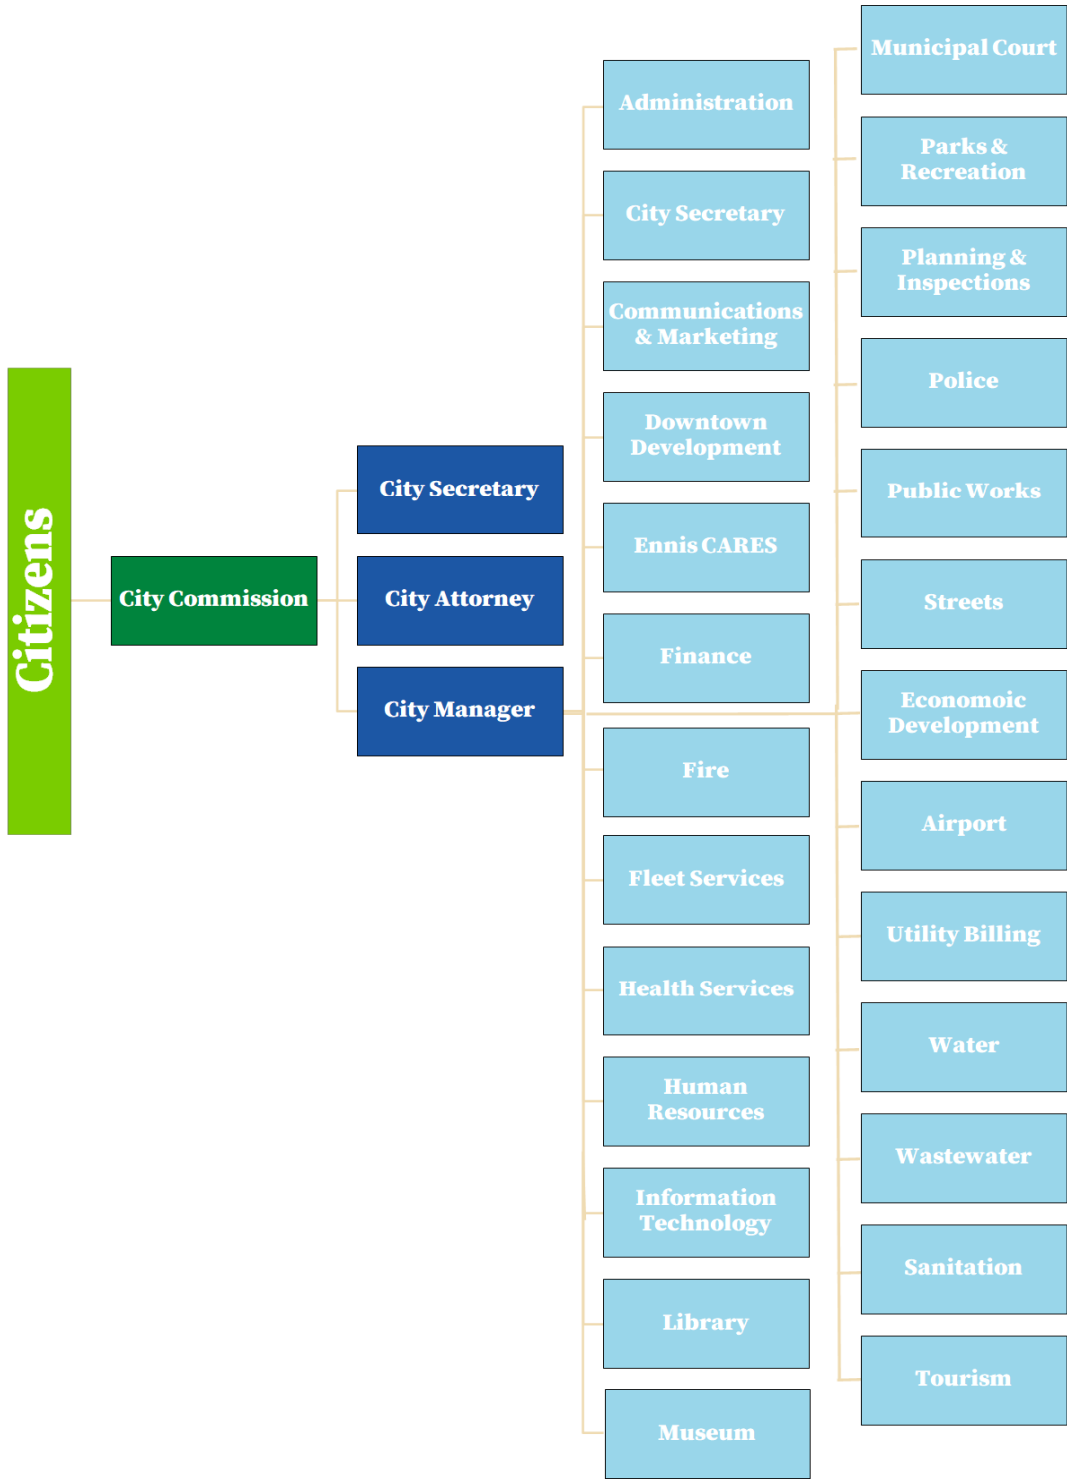 Citizens
City Commission
City Secretary
City Attorney
City Manager
Administration
City Secretary
Communications
& Marketing
Downtown
Development
Ennis CARES
Finance
Fire
Fleet Services
Health Services
Human
Resources
Information
Technology
Library
Museum
Municipal Court
Parks &
Recreation
Planning &
Inspections
Police
Public Works
Streets
Economoic
Development
Airport
Utility Billing
Water
Wastewater
Sanitation
Tourism